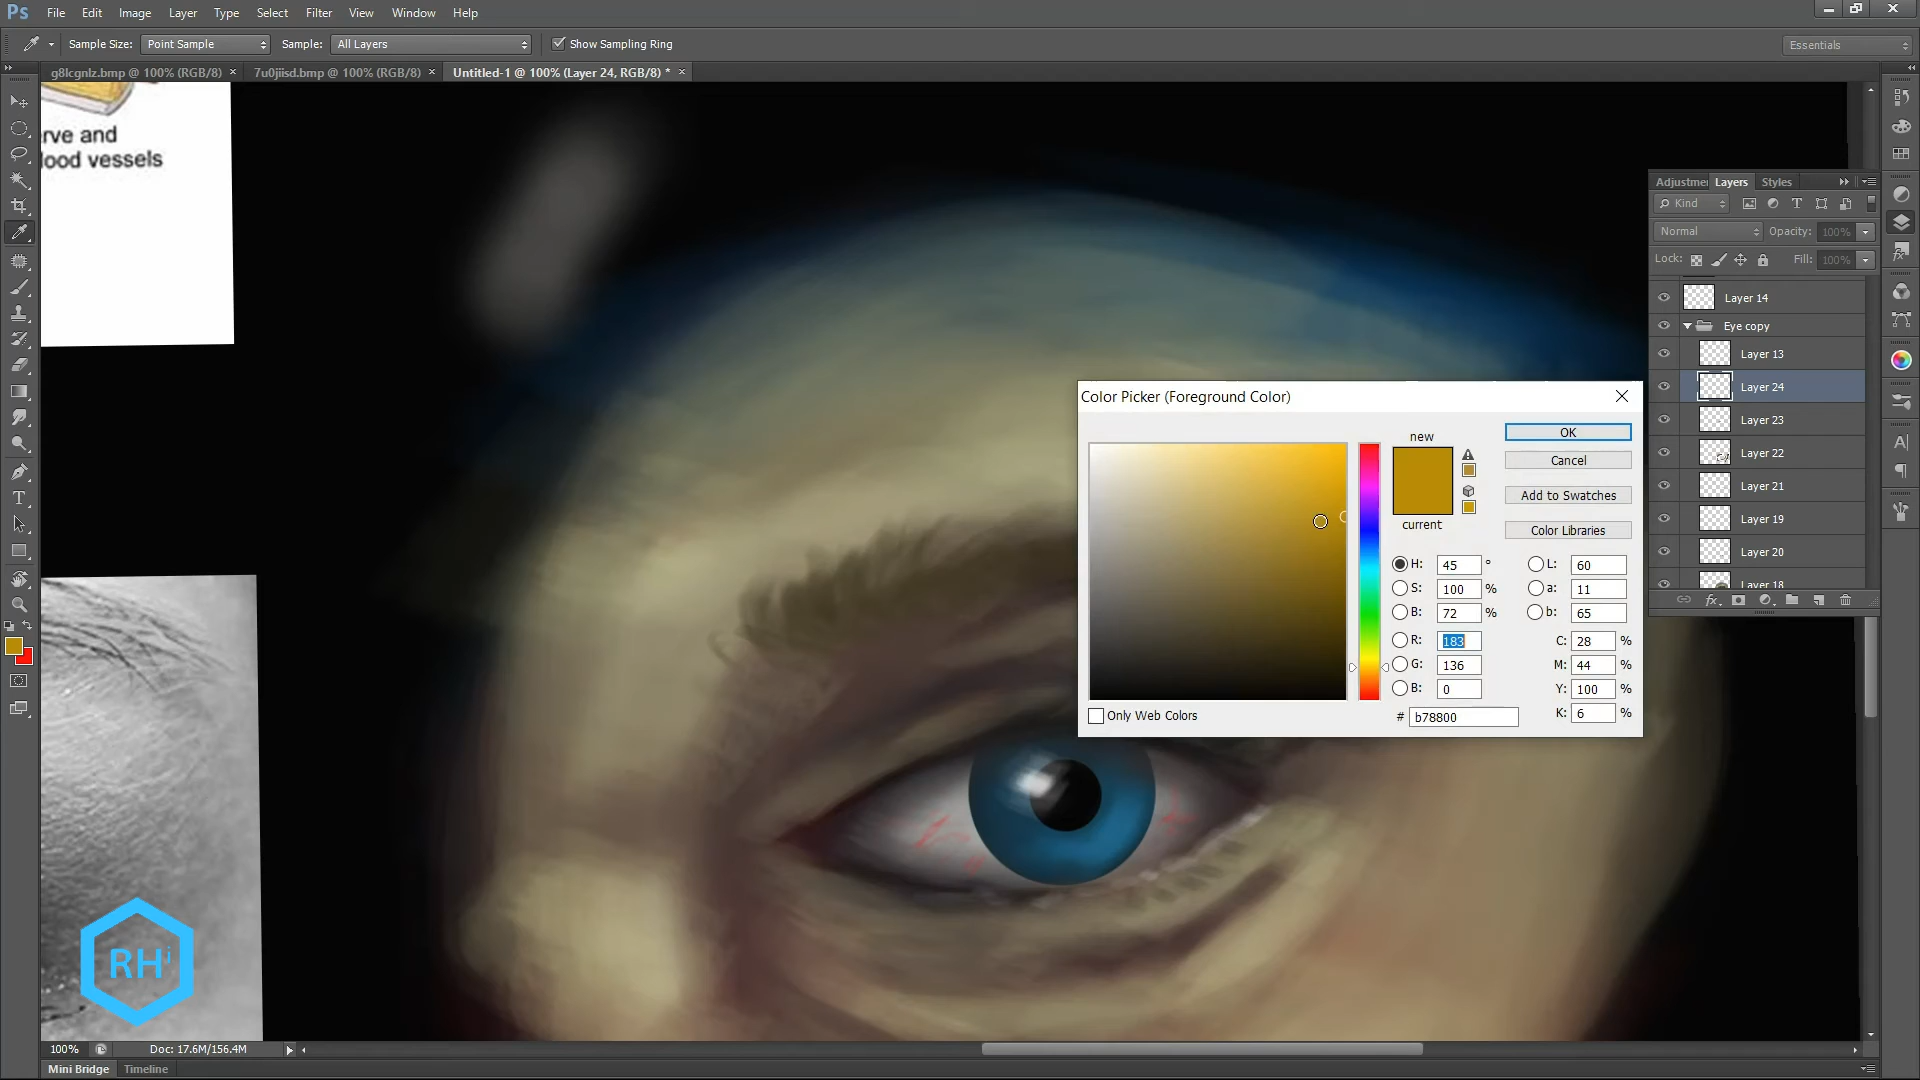 Ps File Edit Image Layer Type Select Filter View Window Help
Sample Size: Point Sample Sample: All Layers Show Sampling Ring Essentials
g8lcgnlz.bmp @ 100% (RGB/8) × 7u0jiisd.bmp @ 100% (RGB/8) × Untitled-1 @ 100% (Layer 24, RGB/8) * ×
rve and
lood vessels
Adjustmer Layers Styles
Kind
Normal Opacity: 100%
Lock: Fill: 100%
Layer 14
Eye copy
Layer 13
Layer 24
Layer 23
Layer 22
Layer 21
Layer 19
Layer 20
Layer 18
Color Picker (Foreground Color)
new
current
OK
Cancel
Add to Swatches
Color Libraries
H: 45 ° L: 60
S: 100 % a: 11
B: 72 % b: 65
R: 183 C: 28 %
G: 136 M: 44 %
B: 0 Y: 100 %
# b78800 K: 6 %
Only Web Colors
RHj
100% Doc: 17.6M/156.4M
Mini Bridge Timeline